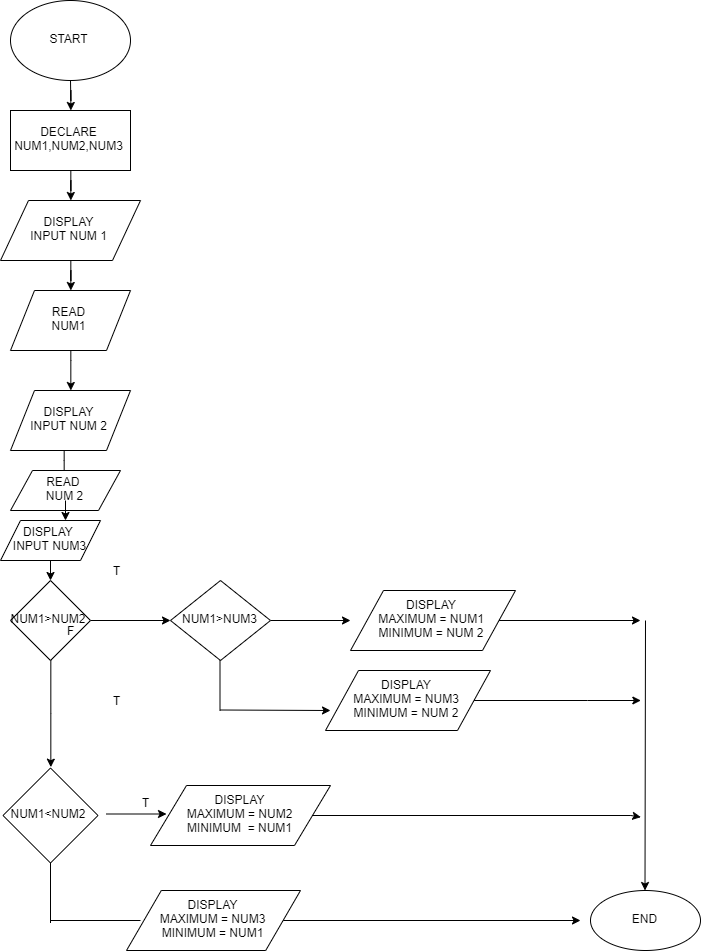 START
DECLARE
NUM1,NUM2,NUM3
DISPLAY
INPUT NUM 1
READ
NUM1
DISPLAY
INPUT NUM 2
READ
NUM 2
DISPLAY
INPUT NUM3
T
NUM1>NUM2
F
NUM1>NUM3
DISPLAY
MAXIMUM = NUM1
MINIMUM = NUM 2
DISPLAY
MAXIMUM = NUM3
MINIMUM = NUM 2
T
NUM1<NUM2
T
DISPLAY
MAXIMUM = NUM2
MINIMUM = NUM1
DISPLAY
MAXIMUM = NUM3
MINIMUM = NUM1
END